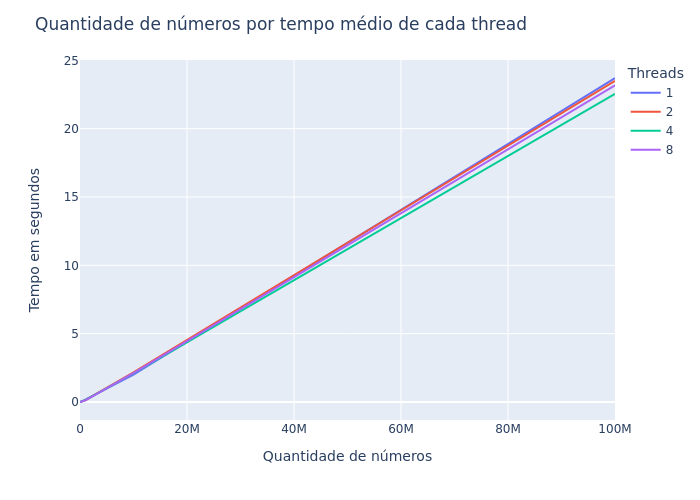 Quantidade de números por tempo médio de cada thread
Tempo em segundos
25
20
15
10
5
0
0 20M 40M 60M 80M 100M
Quantidade de números
Threads
1
2
4
8